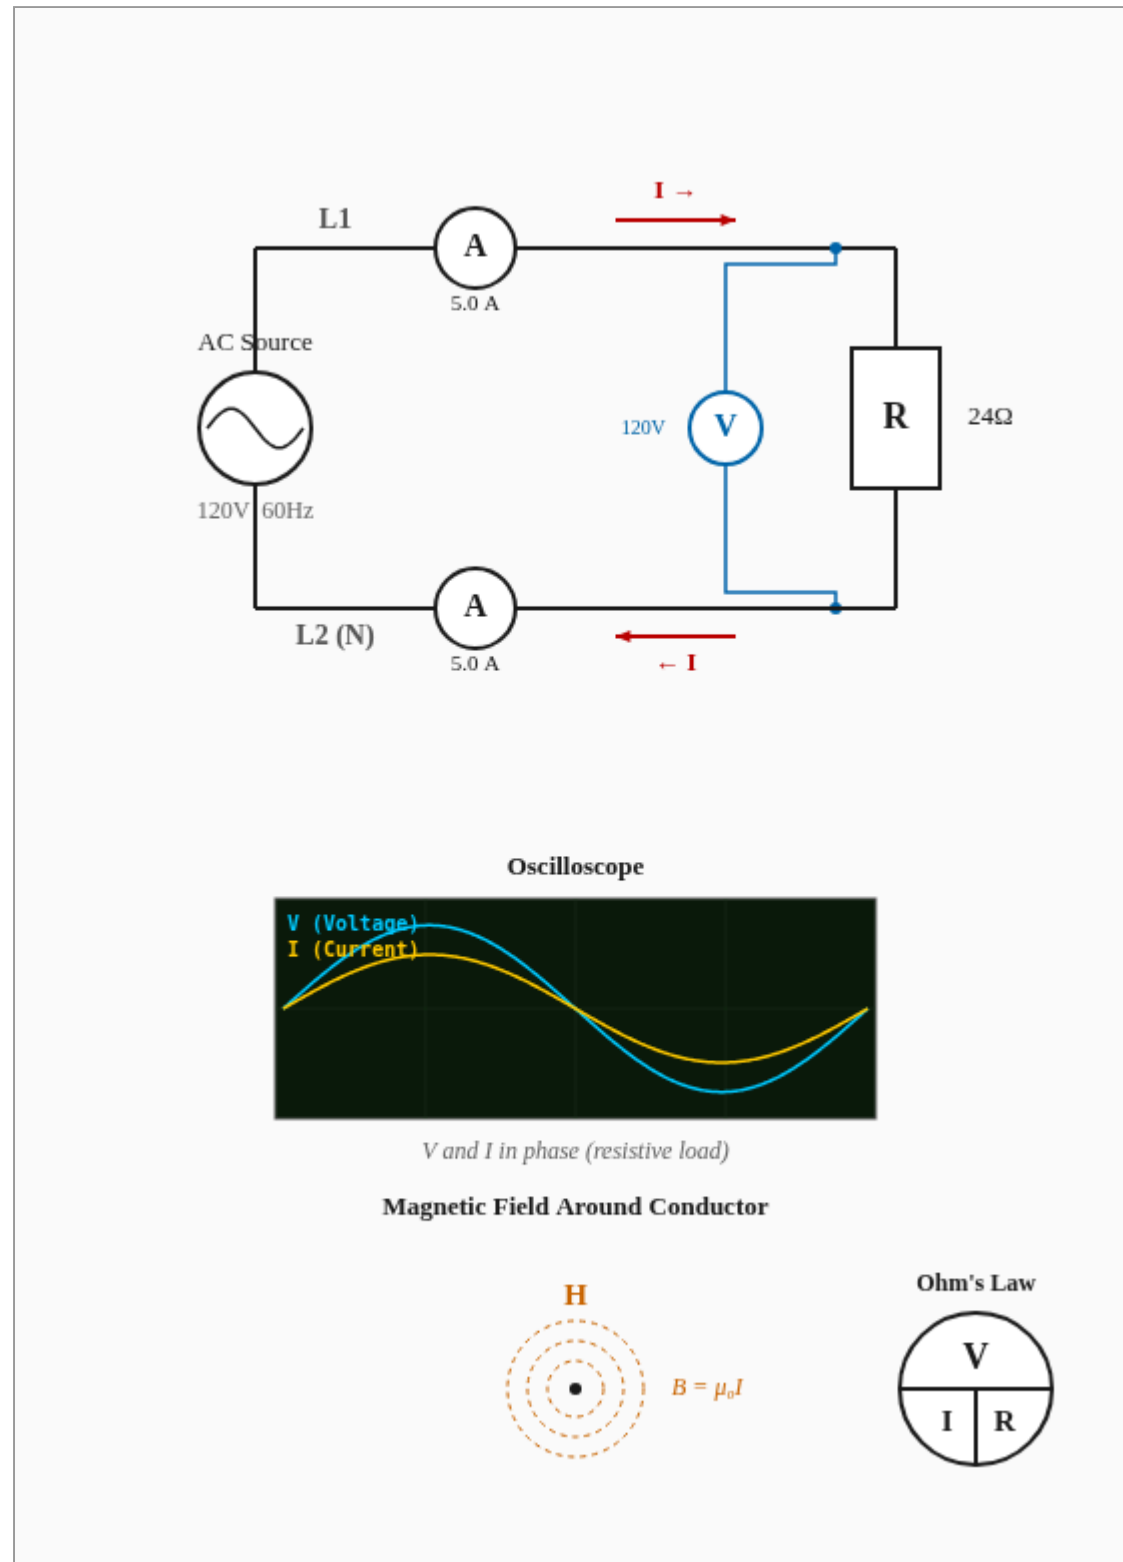 I →
L1
A
5.0 A
AC Source
120V 60Hz
120V
V
R
24Ω
A
L2 (N)
5.0 A
← I
Oscilloscope
V (Voltage)
I (Current)
V and I in phase (resistive load)
Magnetic Field Around Conductor
H
B = μ₀I
Ohm's Law
V
I R